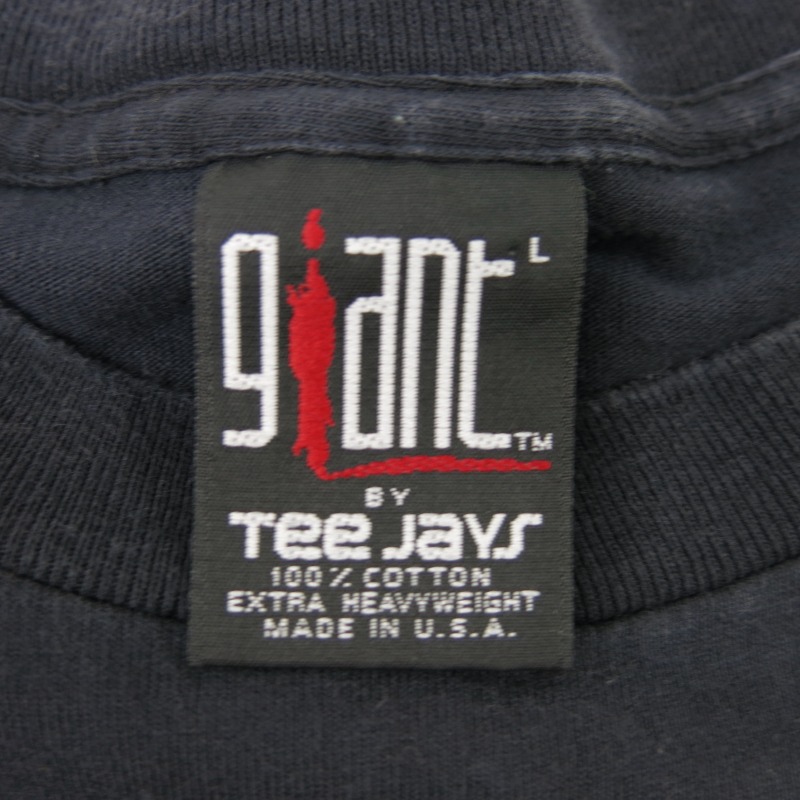 giant L
TM
BY
Tee Jays
100% COTTON
EXTRA HEAVYWEIGHT
MADE IN U.S.A.